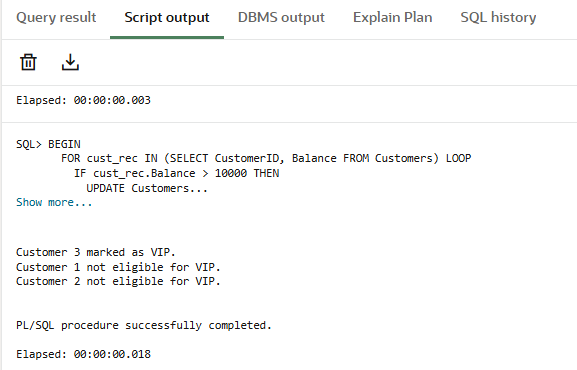 Query result Script output DBMS output Explain Plan SQL history
Elapsed: 00:00:00.003
SQL> BEGIN
FOR cust_rec IN (SELECT CustomerID, Balance FROM Customers) LOOP
IF cust_rec.Balance > 10000 THEN
UPDATE Customers...
Show more...
Customer 3 marked as VIP.
Customer 1 not eligible for VIP.
Customer 2 not eligible for VIP.
PL/SQL procedure successfully completed.
Elapsed: 00:00:00.018